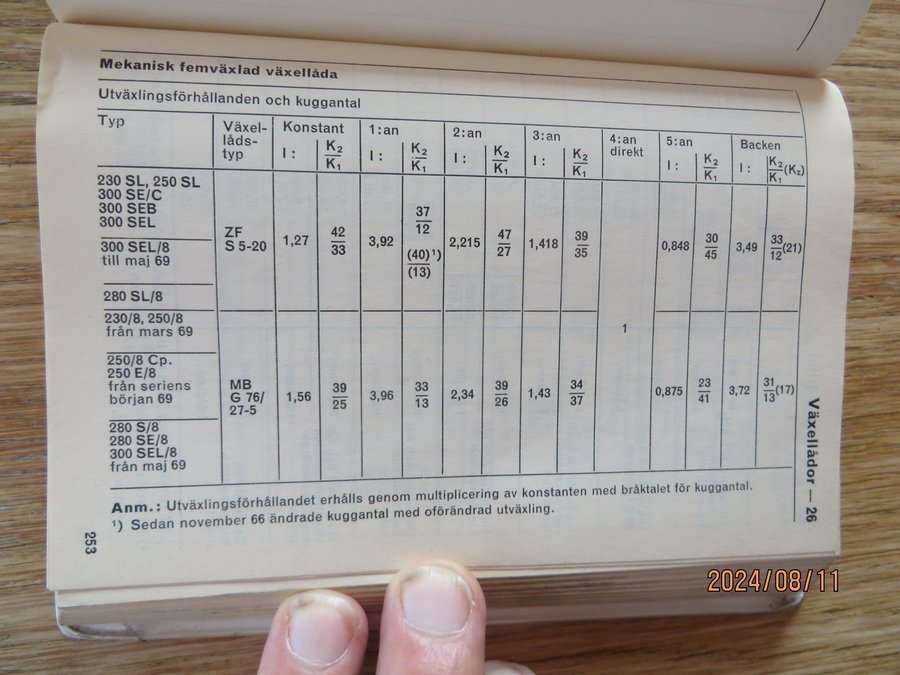 Mekanisk femväxlad växellåda
Utväxlingsförhållanden och kuggantal
Typ Växel-lådstyp Konstant 1:an 2:an 3:an 4:an direkt 5:an Backen
I: K2/K1 I: K2/K1 I: K2/K1 I: K2/K1 I: K2/K1 I: K2/K1(Kz)
230 SL, 250 SL
300 SE/C
300 SEB
300 SEL
300 SEL/8
till maj 69
280 SL/8
ZF
S 5-20
1,27 42/33 3,92 37/12 (40)¹)/(13) 2,215 47/27 1,418 39/35 0,848 30/45 3,49 33/12(21)
1
230/8, 250/8
från mars 69
250/8 Cp.
250 E/8
från seriens
början 69
280 S/8
280 SE/8
300 SEL/8
från maj 69
MB
G 76/
27-5
1,56 39/25 3,96 33/13 2,34 39/26 1,43 34/37 0,875 23/41 3,72 31/13(17)
Anm.: Utväxlingsförhållandet erhålls genom multiplicering av konstanten med bråktalet för kuggantal.
¹) Sedan november 66 ändrade kuggantal med oförändrad utväxling.
Växellådor — 26
253
2024/08/11